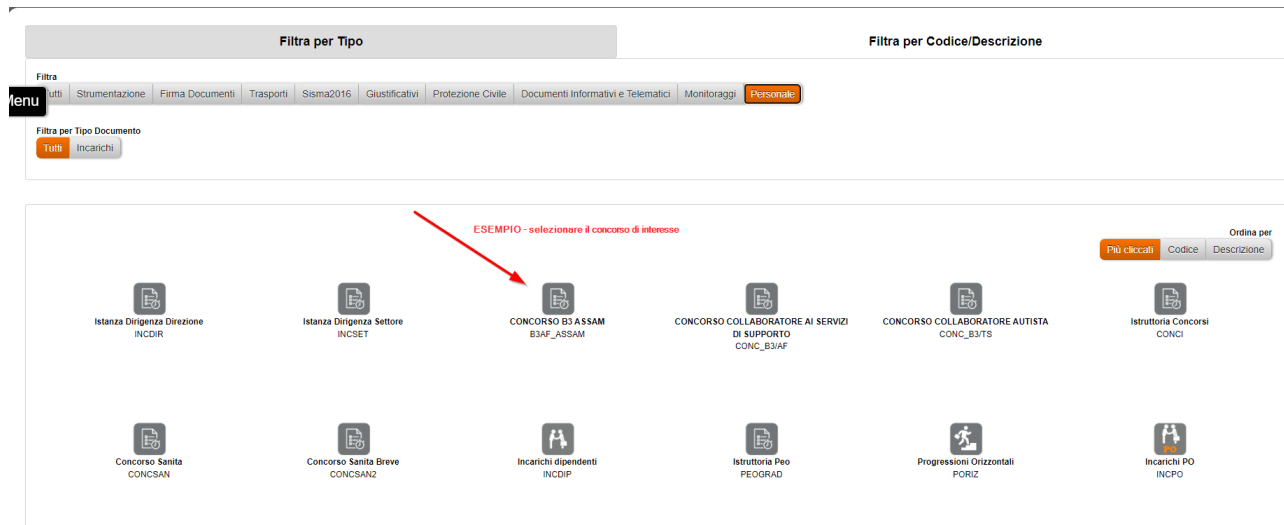 Filtra per Tipo Filtra per Codice/Descrizione
Filtra
Tutti Strumentazione Firma Documenti Trasporti Sisma2016 Giustificativi Protezione Civile Documenti Informativi e Telematici Monitoraggi Personale
Menu
Filtra per Tipo Documento
Tutti Incarichi
ESEMPIO - selezionare il concorso di interesse
Ordina per
Più cliccati Codice Descrizione
Istanza Dirigenza Direzione
INCDIR
Istanza Dirigenza Settore
INCSET
CONCORSO B3 ASSAM
B3AF_ASSAM
CONCORSO COLLABORATORE AI SERVIZI
DI SUPPORTO
CONC_B3/AF
CONCORSO COLLABORATORE AUTISTA
CONC_B3/TS
Istruttoria Concorsi
CONCI
Concorso Sanita
CONCSAN
Concorso Sanita Breve
CONCSAN2
Incarichi dipendenti
INCDIP
Istruttoria Peo
PEOGRAD
Progressioni Orizzontali
PORIZ
PO
Incarichi PO
INCPO